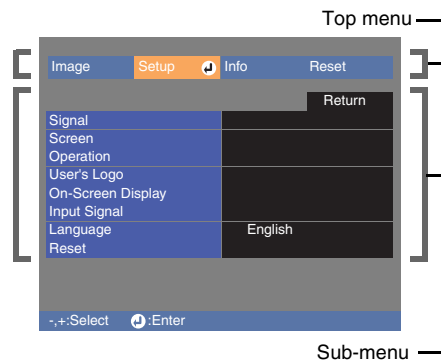 Top menu
Image Setup Info Reset
Return
Signal
Screen
Operation
User's Logo
On-Screen Display
Input Signal
Language English
Reset
-,+:Select :Enter
Sub-menu